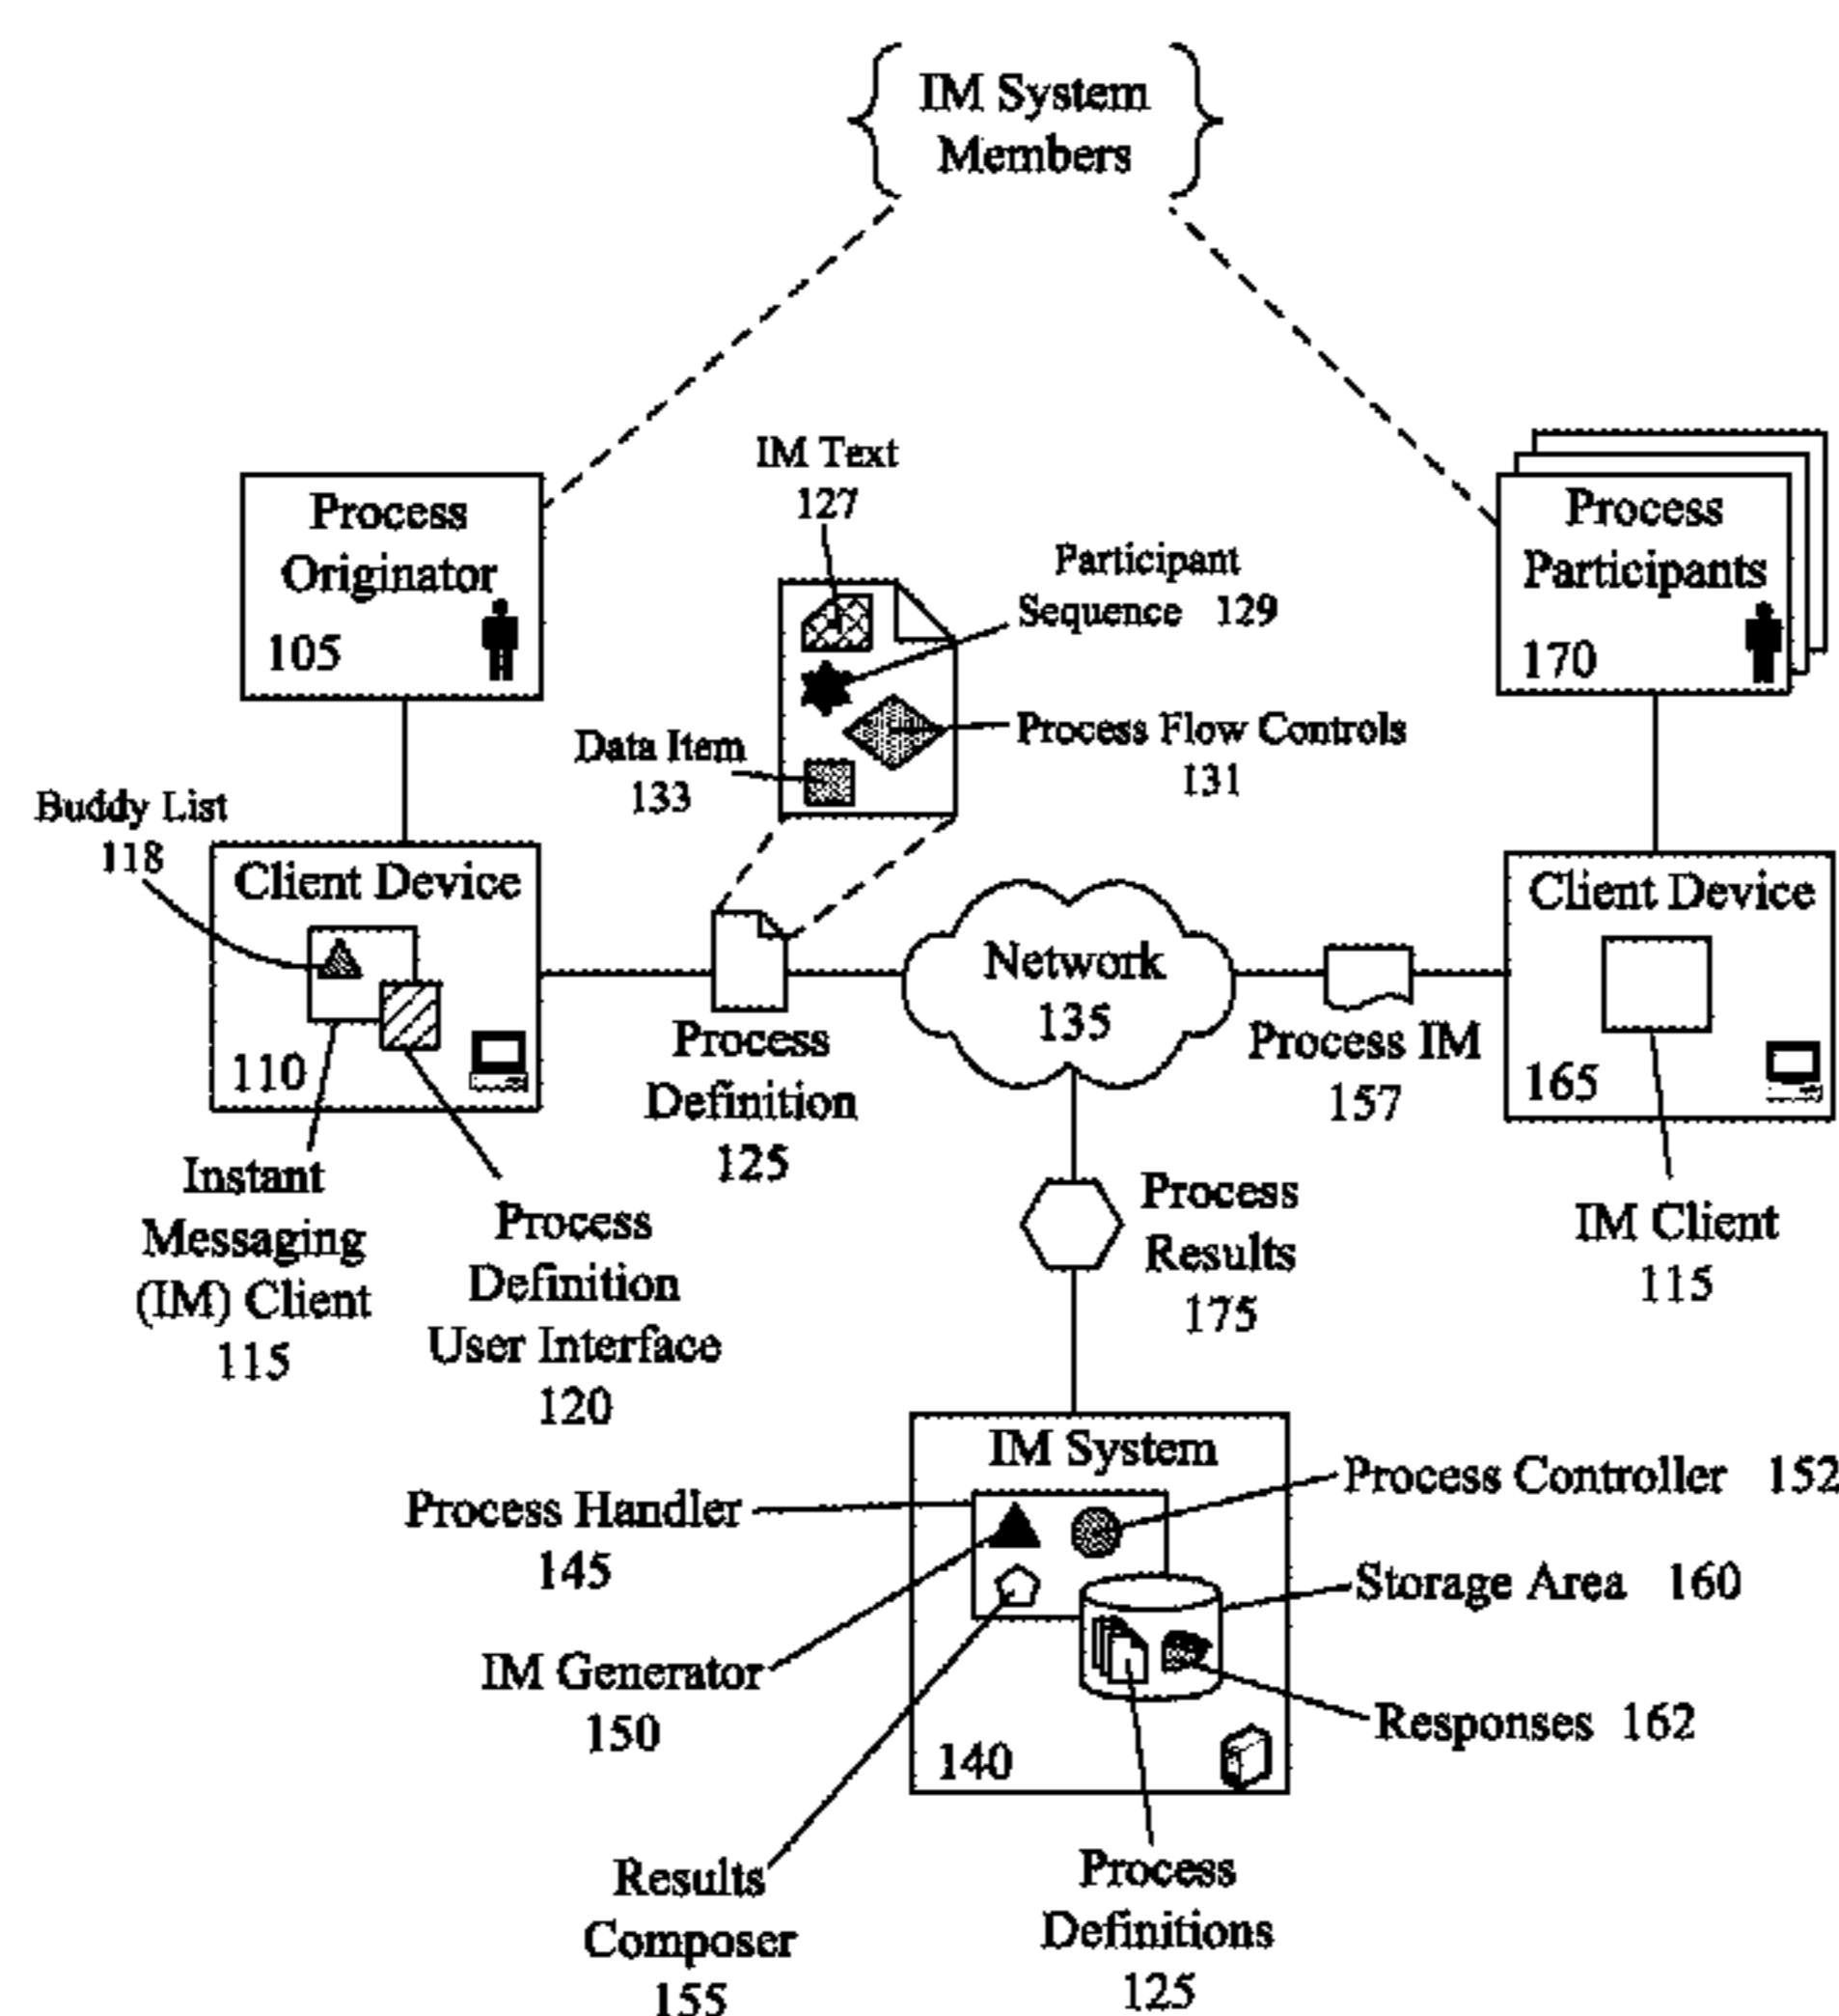 IM System
Members
IM Text
127
Process
Originator
105
Participant
Sequence 129
Process
Participants
170
Process Flow Controls
131
Data Item
133
Buddy List
118
Client Device
110
Network
135
Client Device
165
Process
Definition
125
Process IM
157
Instant
Messaging
(IM) Client
115
Process
Definition
User Interface
120
Process
Results
175
IM Client
115
IM System
140
Process Controller 152
Process Handler
145
Storage Area 160
IM Generator
150
Responses 162
Results
Composer
155
Process
Definitions
125